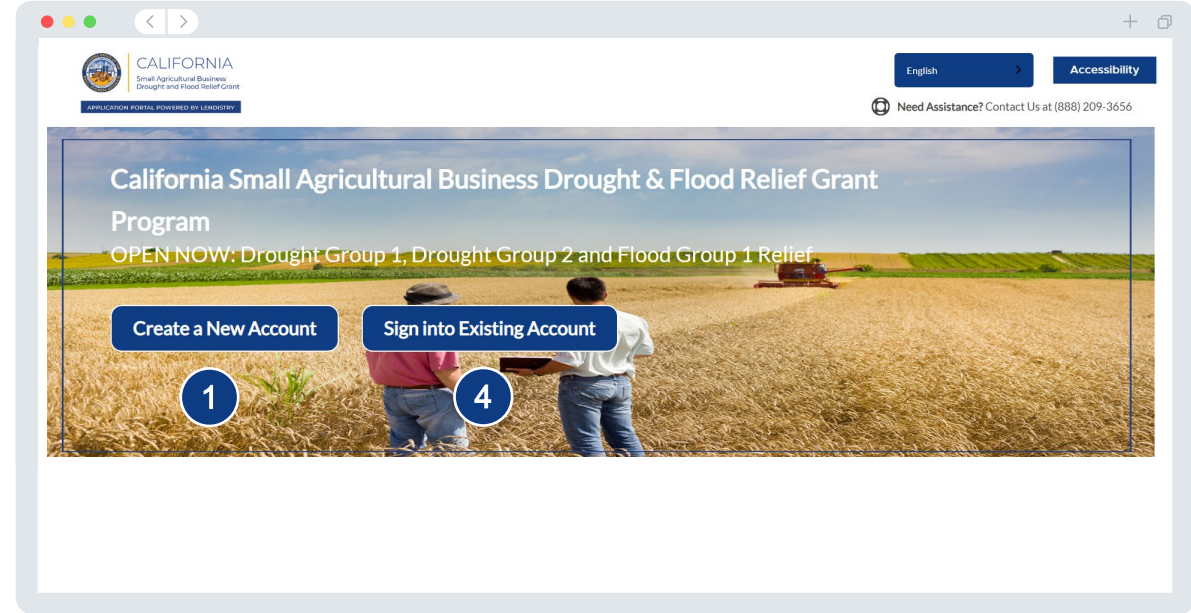 CALIFORNIA
Small Agricultural Business
Drought and Flood Relief Grant
APPLICATION PORTAL POWERED BY LENDISTRY
English
Accessibility
Need Assistance? Contact Us at (888) 209-3656
California Small Agricultural Business Drought & Flood Relief Grant
Program
OPEN NOW: Drought Group 1, Drought Group 2 and Flood Group 1 Relief
Create a New Account
Sign into Existing Account
1
4